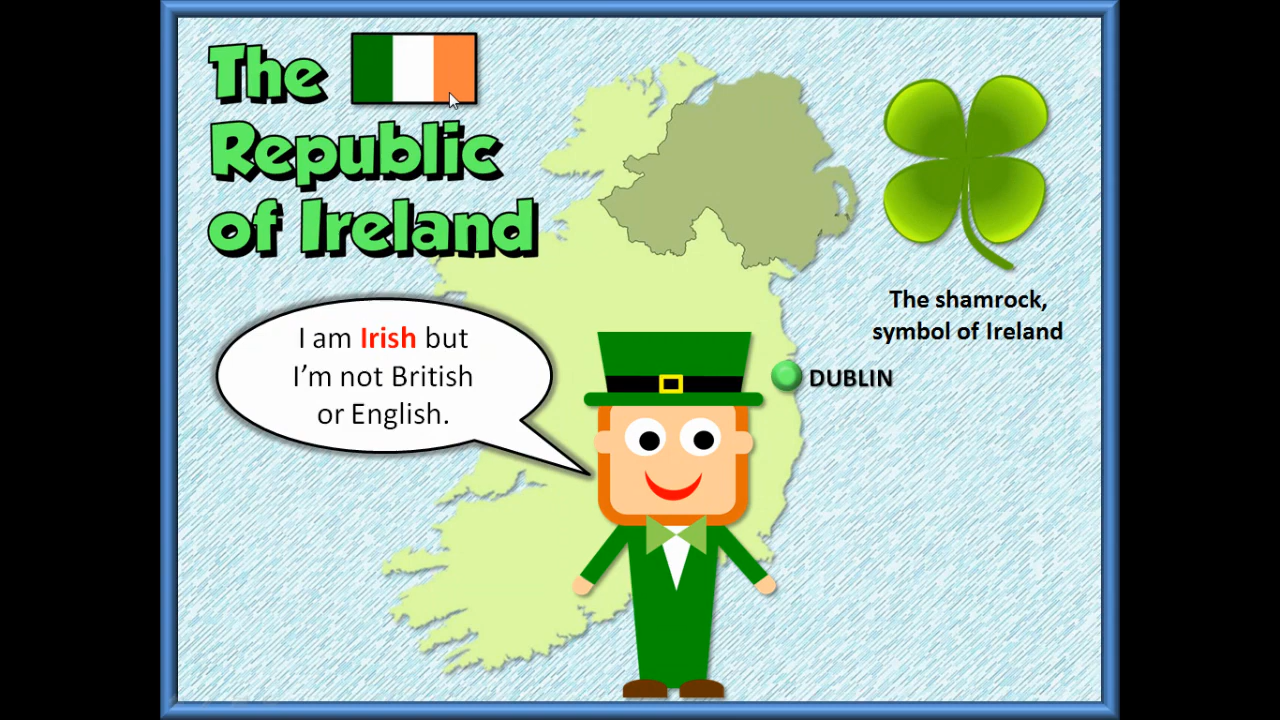 The
Republic
of Ireland
I am Irish but
I'm not British
or English.
The shamrock,
symbol of Ireland
DUBLIN